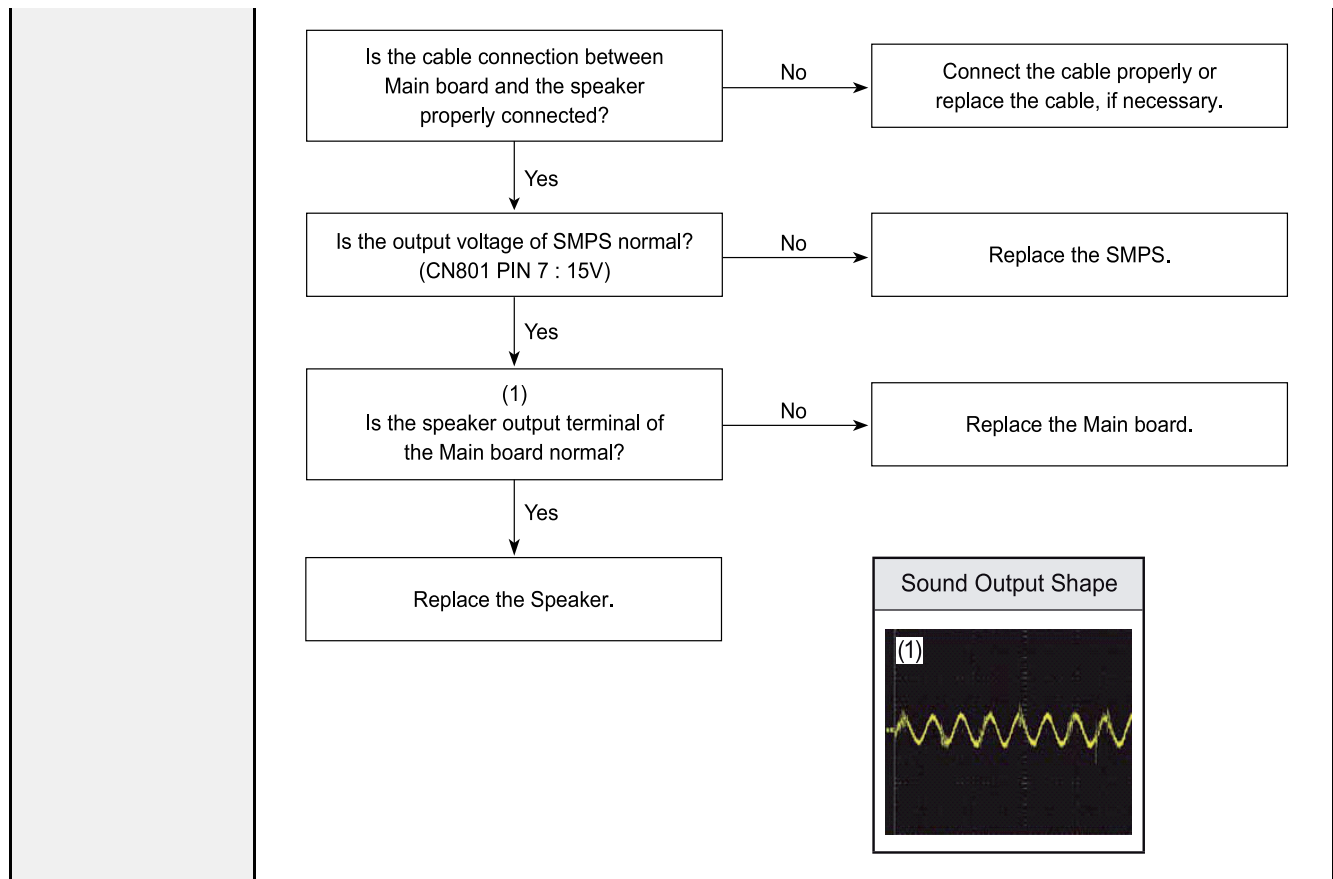 Is the cable connection between
Main board and the speaker
properly connected?
No
Connect the cable properly or
replace the cable, if necessary.
Yes
Is the output voltage of SMPS normal?
(CN801 PIN 7 : 15V)
No
Replace the SMPS.
Yes
(1)
Is the speaker output terminal of
the Main board normal?
No
Replace the Main board.
Yes
Replace the Speaker.
Sound Output Shape
(1)